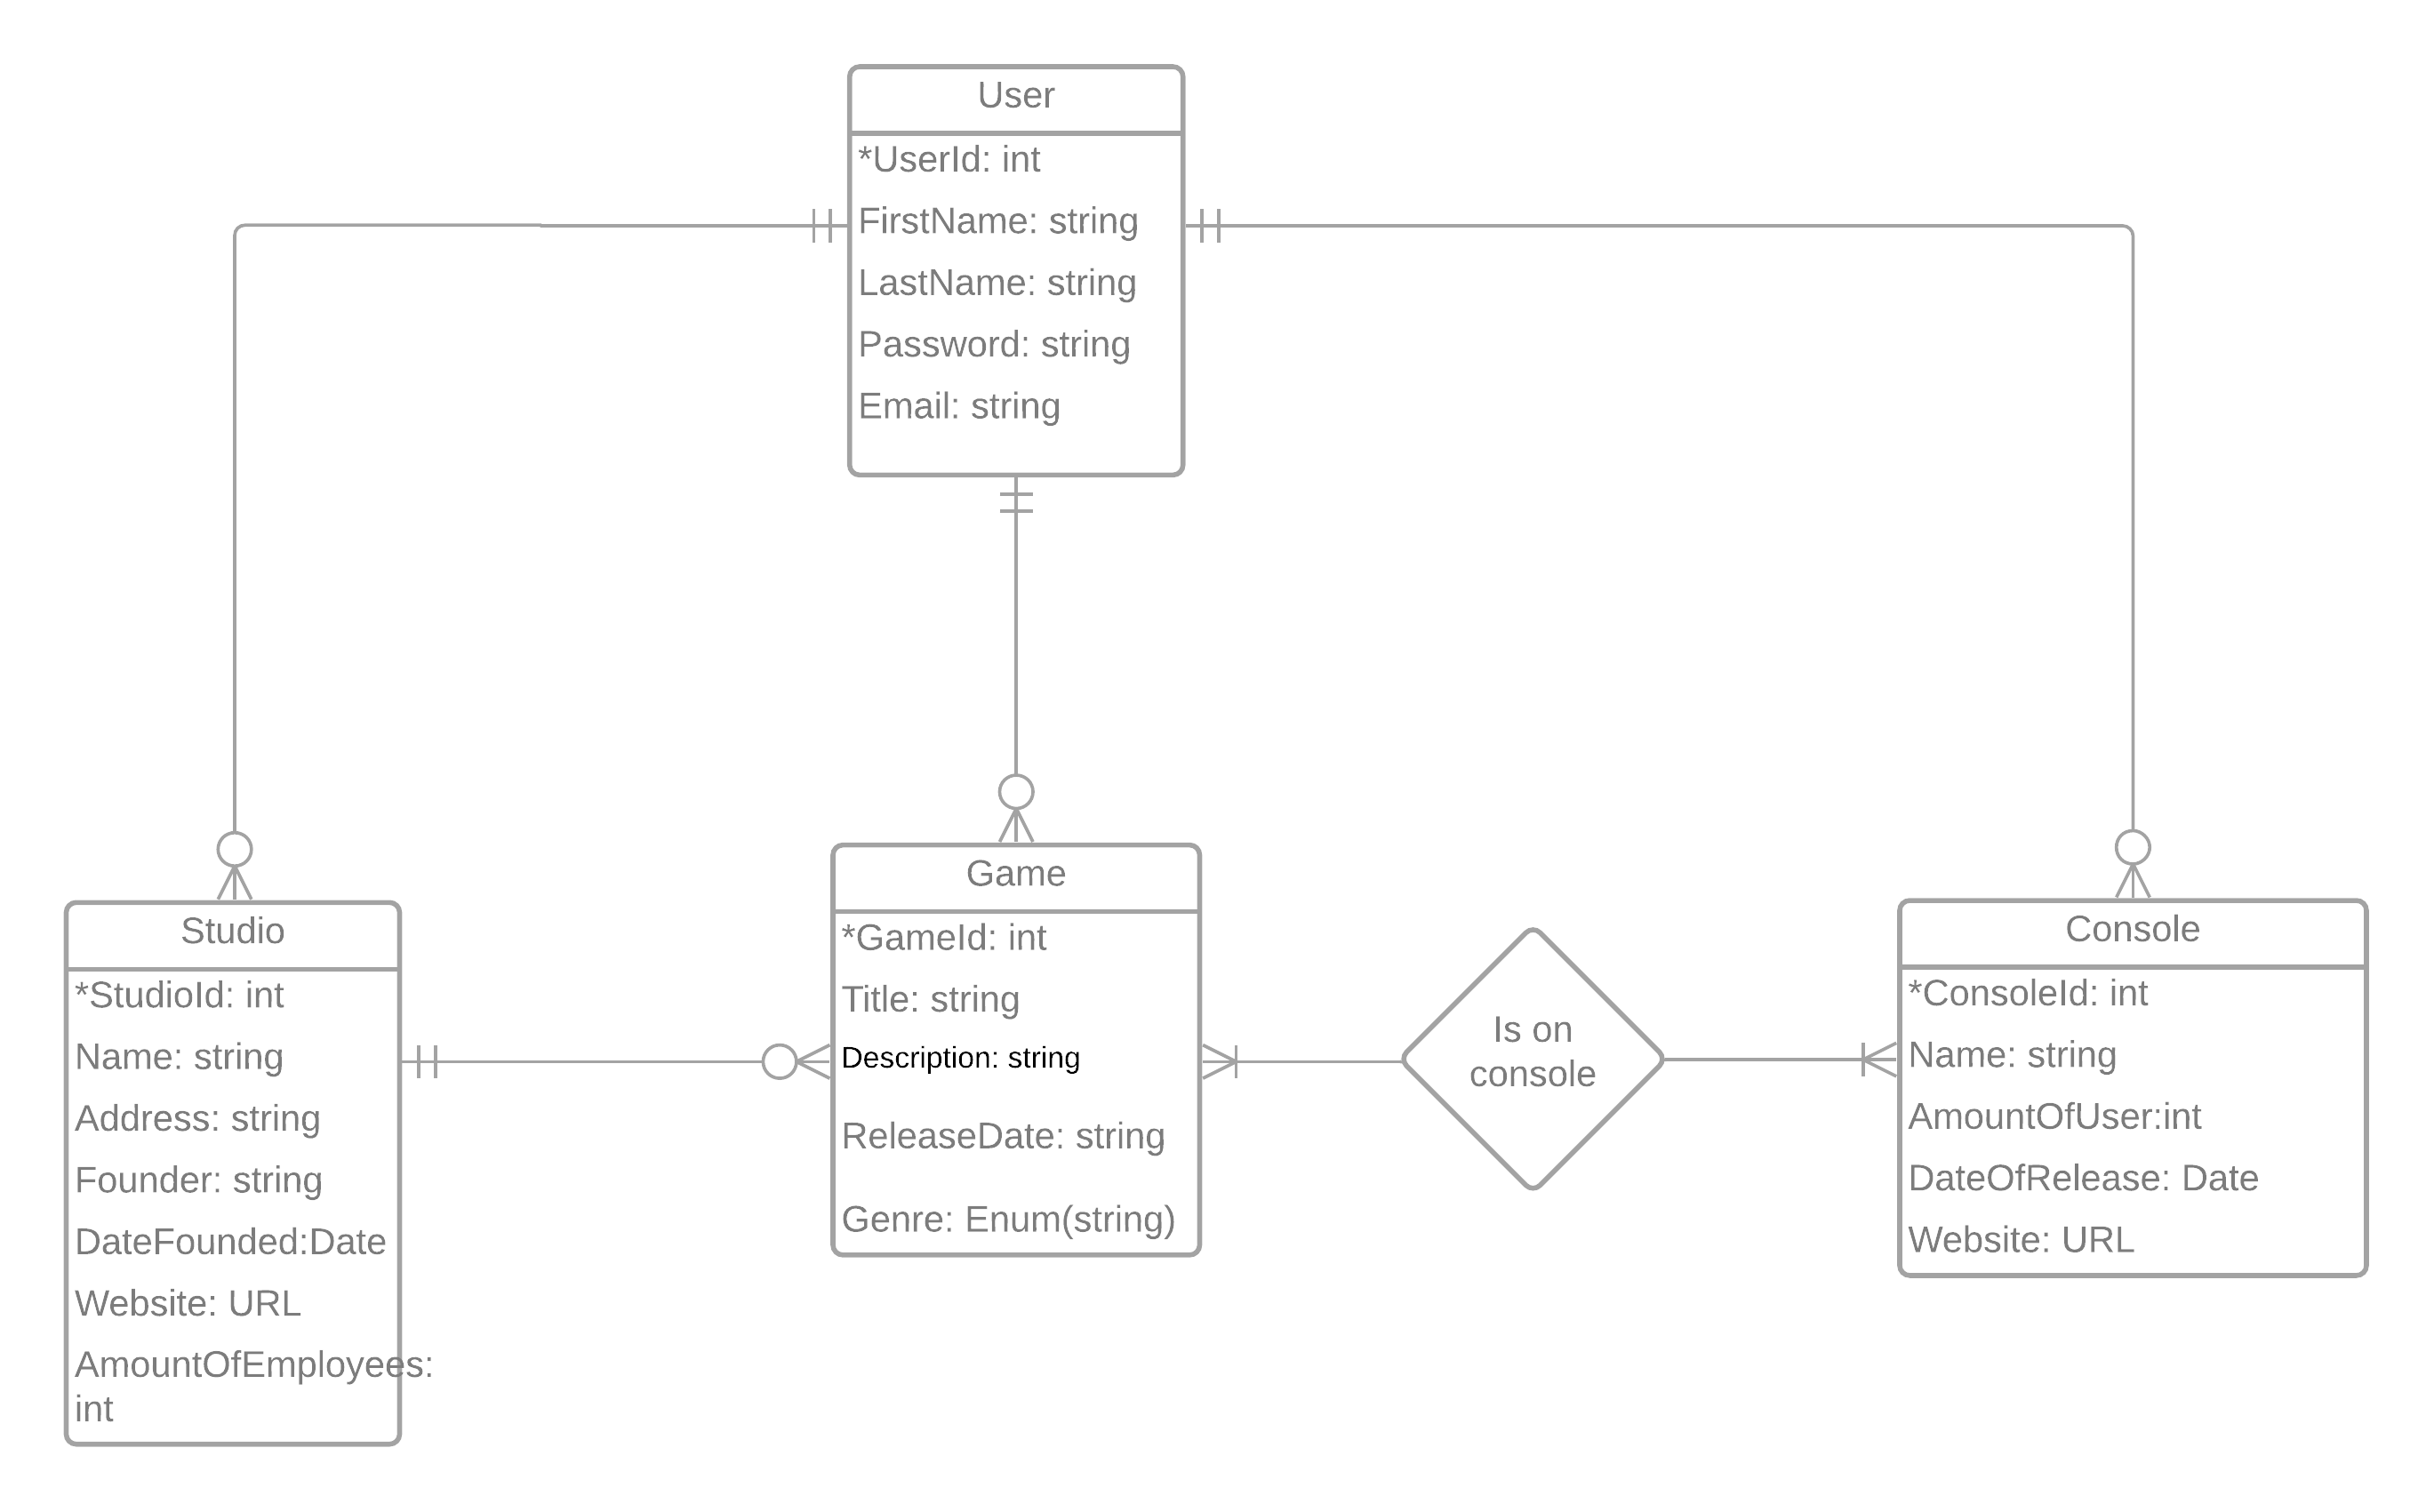 User
*UserId: int
FirstName: string
LastName: string
Password: string
Email: string
Studio
*StudioId: int
Name: string
Address: string
Founder: string
DateFounded:Date
Website: URL
AmountOfEmployees:
int
Game
*GameId: int
Title: string
Description: string
ReleaseDate: string
Genre: Enum(string)
Is on
console
Console
*ConsoleId: int
Name: string
AmountOfUser:int
DateOfRelease: Date
Website: URL